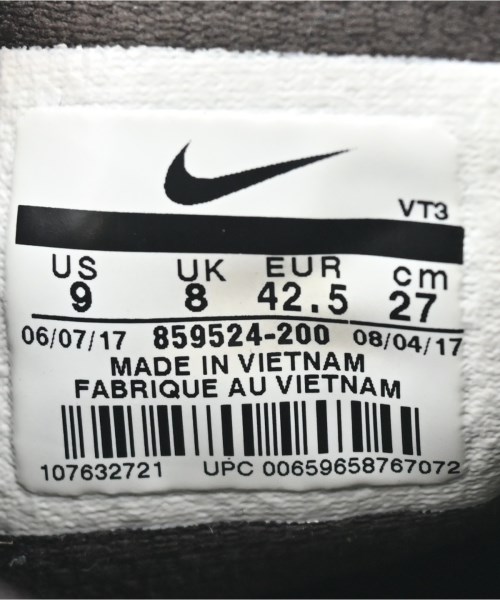 VT3
US UK EUR cm
9 8 42.5 27
06/07/17 859524-200 08/04/17
MADE IN VIETNAM
FABRIQUE AU VIETNAM
107632721 UPC 00659658767072